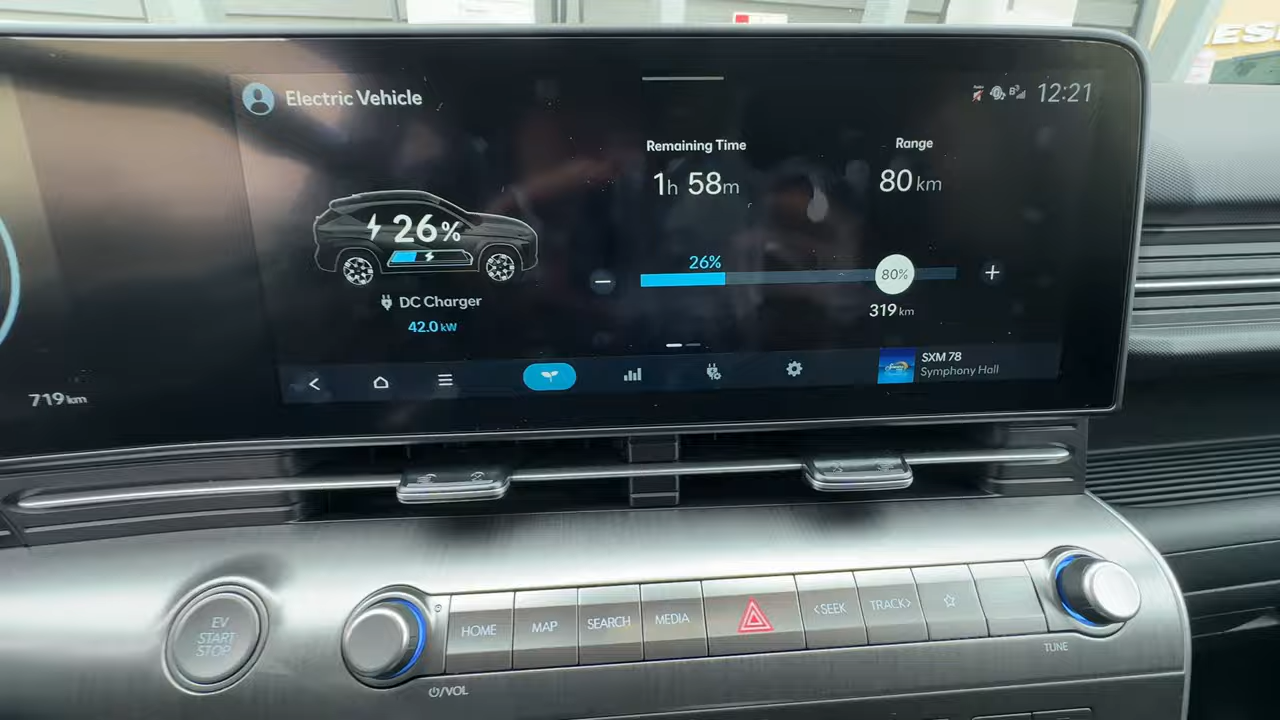 Electric Vehicle
12:21
Remaining Time
1h 58m
Range
80 km
26%
26%
80%
319 km
DC Charger
42.0 kW
719 km
SXM 78
Symphony Hall
EV
START
STOP
HOME
MAP
SEARCH
MEDIA
<SEEK
TRACK>
/VOL
TUNE